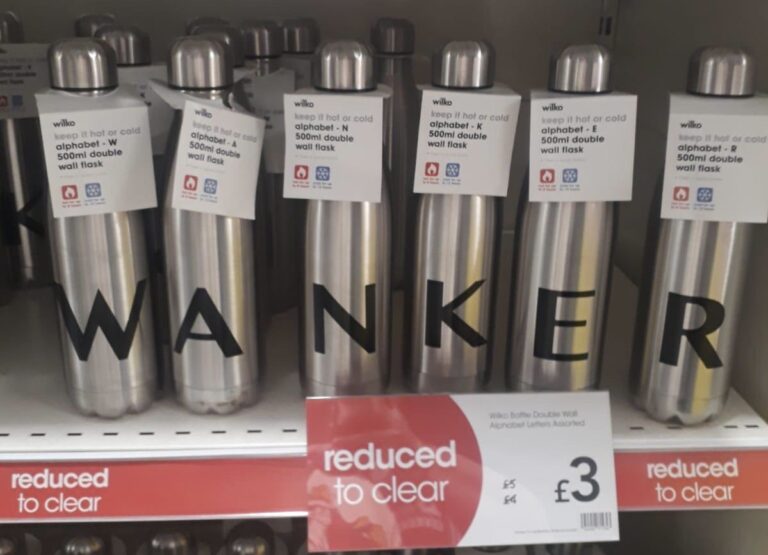 wilko
keep it hot or cold
alphabet - W
500ml double
wall flask
wilko
keep it hot or cold
alphabet - A
500ml double
wall flask
wilko
keep it hot or cold
alphabet - N
500ml double
wall flask
wilko
keep it hot or cold
alphabet - K
500ml double
wall flask
wilko
keep it hot or cold
alphabet - E
500ml double
wall flask
wilko
keep it hot or cold
alphabet - R
500ml double
wall flask
W A N K E R
reduced
to clear
reduced
to clear
Wilko Bottle Double Wall
Alphabet Letters Assorted
£5
£4
£3
reduced
to clear